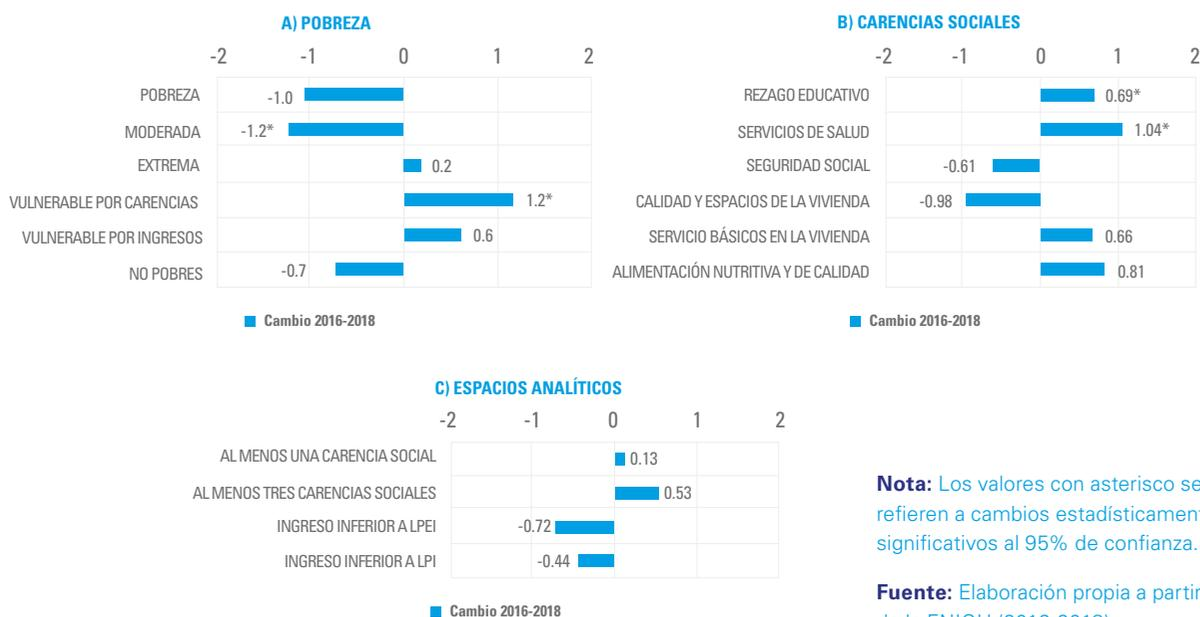 A) POBREZA
-2 -1 0 1 2
POBREZA -1.0
MODERADA -1.2*
EXTREMA 0.2
VULNERABLE POR CARENCIAS 1.2*
VULNERABLE POR INGRESOS 0.6
NO POBRES -0.7
Cambio 2016-2018
B) CARENCIAS SOCIALES
-2 -1 0 1 2
REZAGO EDUCATIVO 0.69*
SERVICIOS DE SALUD 1.04*
SEGURIDAD SOCIAL -0.61
CALIDAD Y ESPACIOS DE LA VIVIENDA -0.98
SERVICIO BÁSICOS EN LA VIVIENDA 0.66
ALIMENTACIÓN NUTRITIVA Y DE CALIDAD 0.81
Cambio 2016-2018
C) ESPACIOS ANALÍTICOS
-2 -1 0 1 2
AL MENOS UNA CARENCIA SOCIAL 0.13
AL MENOS TRES CARENCIAS SOCIALES 0.53
INGRESO INFERIOR A LPEI -0.72
INGRESO INFERIOR A LPI -0.44
Cambio 2016-2018
Nota: Los valores con asterisco se
refieren a cambios estadísticament
significativos al 95% de confianza.
Fuente: Elaboración propia a partir